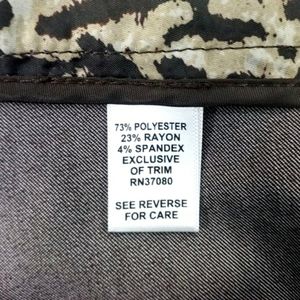 73% POLYESTER
23% RAYON
4% SPANDEX
EXCLUSIVE
OF TRIM
RN37080
SEE REVERSE
FOR CARE